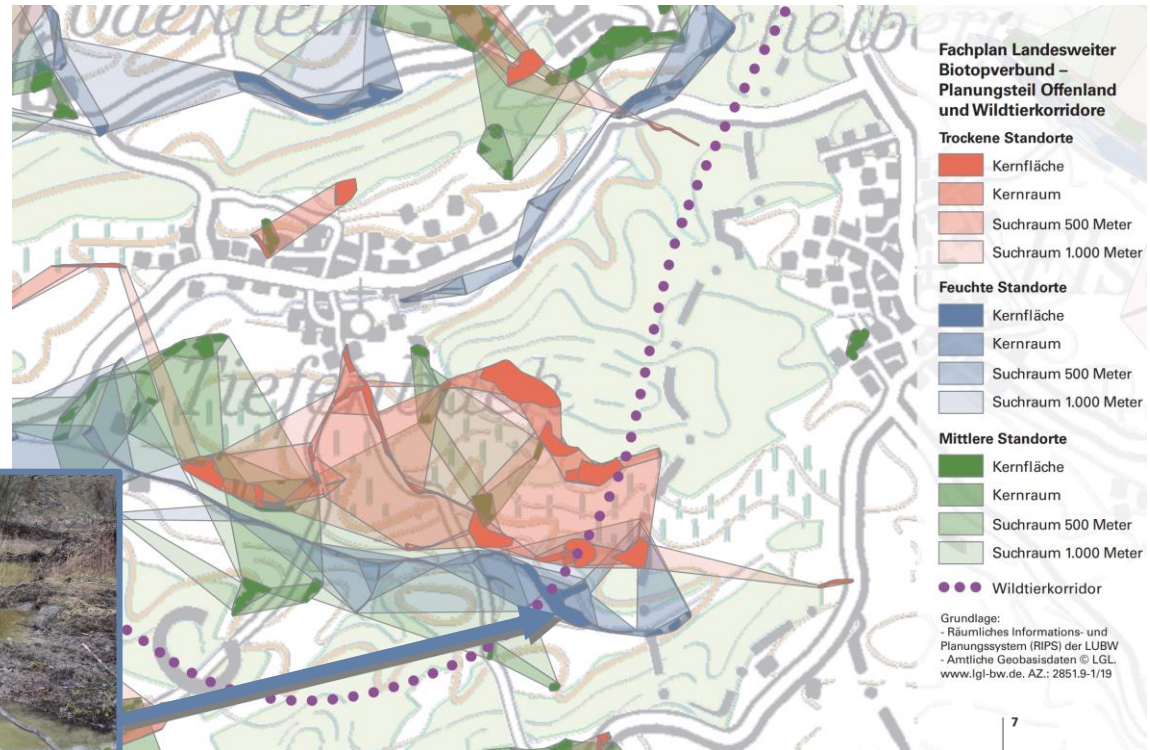 Fachplan Landesweiter
Biotopverbund –
Planungsteil Offenland
und Wildtierkorridore
Trockene Standorte
Kernfläche
Kernraum
Suchraum 500 Meter
Suchraum 1.000 Meter
Feuchte Standorte
Kernfläche
Kernraum
Suchraum 500 Meter
Suchraum 1.000 Meter
Mittlere Standorte
Kernfläche
Kernraum
Suchraum 500 Meter
Suchraum 1.000 Meter
Wildtierkorridor
Grundlage:
- Räumliches Informations- und
Planungssystem (RIPS) der LUBW
- Amtliche Geobasisdaten © LGL.
www.lgl-bw.de. AZ.: 2851.9-1/19
7